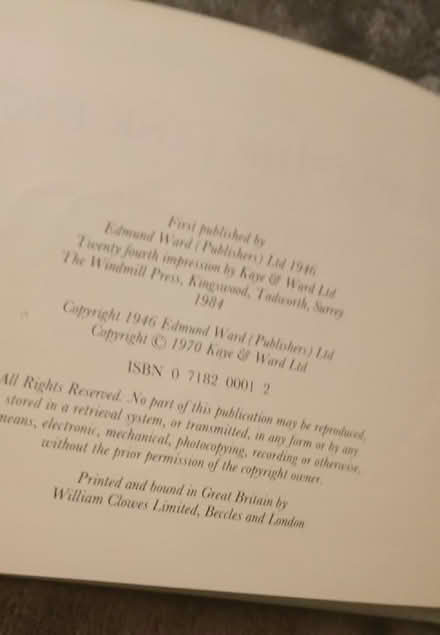 First published by
Edmund Ward (Publishers) Ltd 1946
Twenty fourth impression by Kaye & Ward Ltd
The Windmill Press, Kingswood, Tadworth, Surrey
1984
Copyright 1946 Edmund Ward (Publishers) Ltd
Copyright © 1970 Kaye & Ward Ltd
ISBN 0 7182 0001 2
All Rights Reserved. No part of this publication may be reproduced,
stored in a retrieval system, or transmitted, in any form or by any
means, electronic, mechanical, photocopying, recording or otherwise,
without the prior permission of the copyright owner.
Printed and bound in Great Britain by
William Clowes Limited, Beccles and London